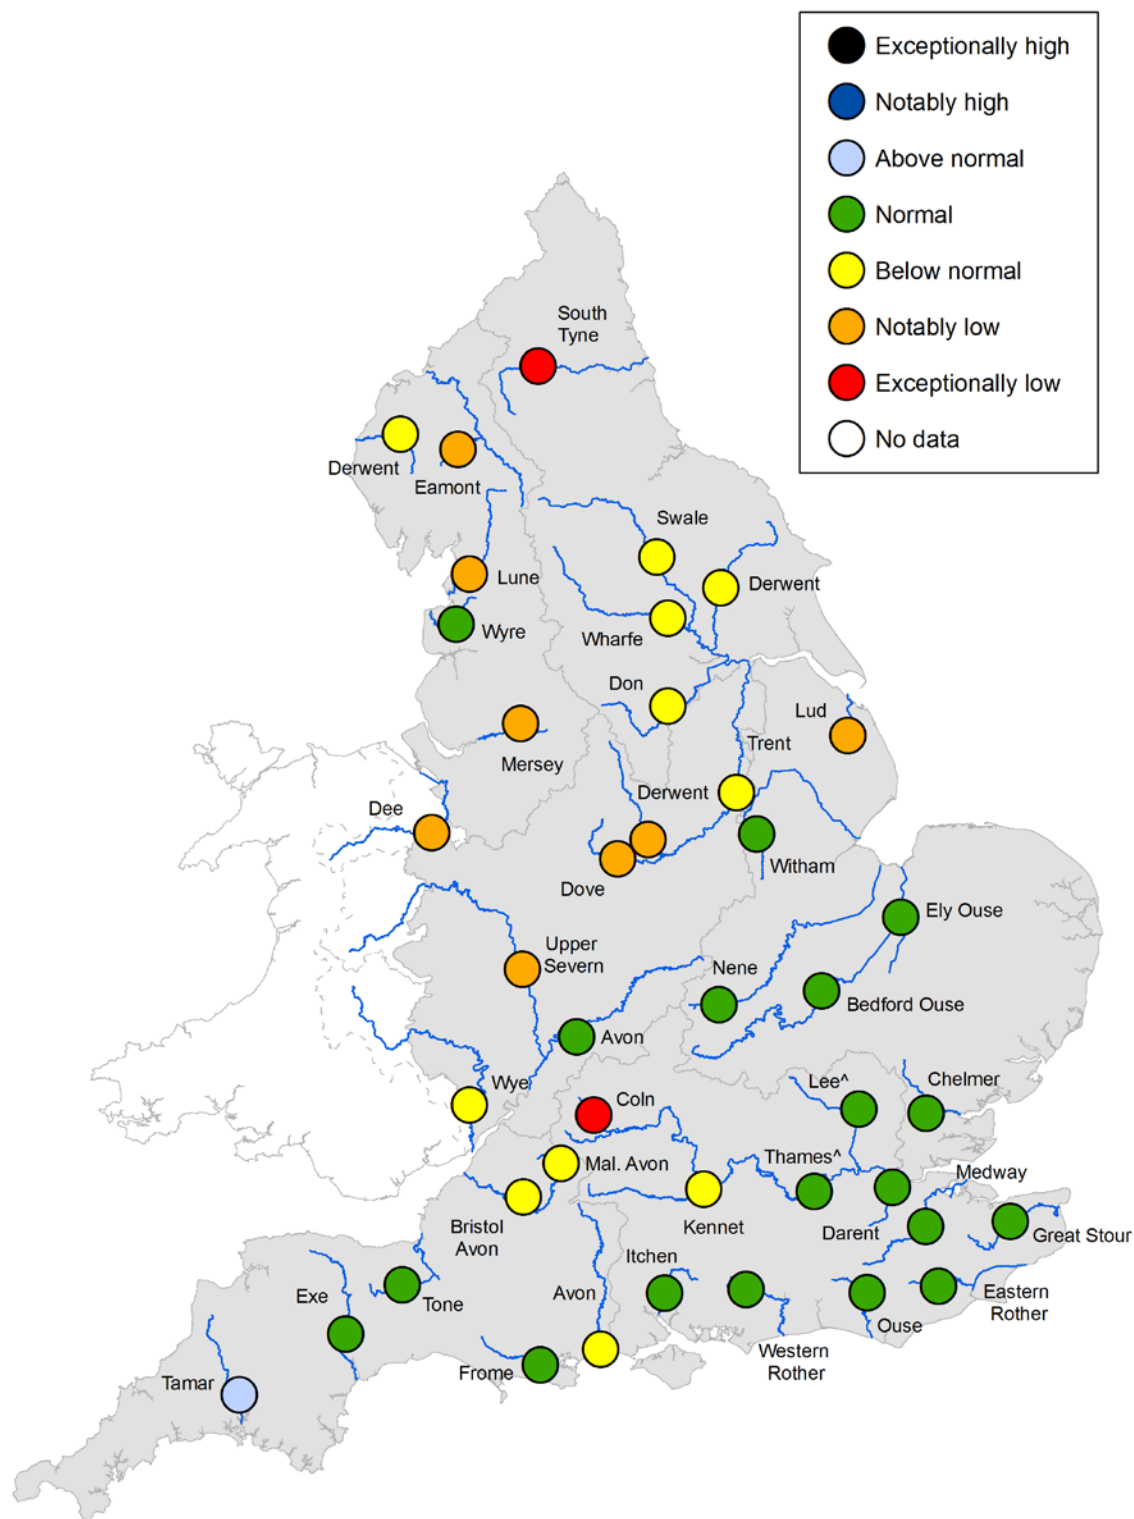 Exceptionally high
Notably high
Above normal
Normal
Below normal
Notably low
Exceptionally low
No data
South
Tyne
Derwent
Eamont
Swale
Lune
Derwent
Wyre
Wharfe
Don
Lud
Trent
Mersey
Derwent
Dee
Witham
Dove
Ely Ouse
Upper
Severn
Nene
Bedford Ouse
Avon
Wye
Lee^
Chelmer
Coln
Thames^
Mal. Avon
Medway
Bristol
Avon
Kennet
Darent
Great Stour
Itchen
Exe
Tone
Avon
Eastern
Rother
Ouse
Western
Rother
Frome
Tamar